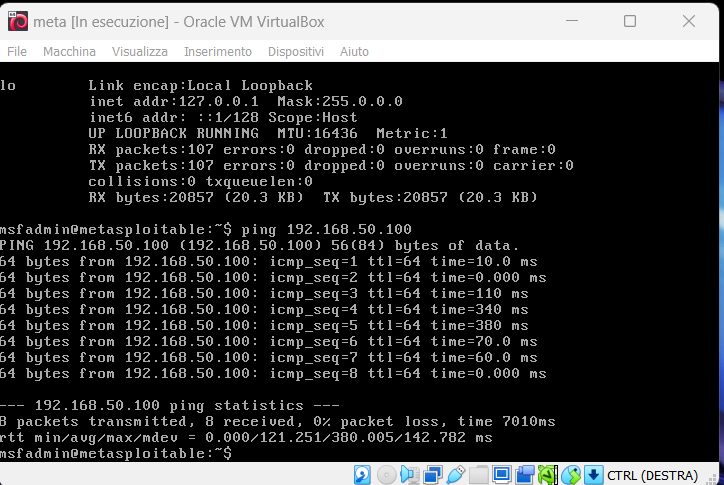 meta [In esecuzione] - Oracle VM VirtualBox
File Macchina Visualizza Inserimento Dispositivi Aiuto
lo Link encap:Local Loopback
inet addr:127.0.0.1 Mask:255.0.0.0
inet6 addr: ::1/128 Scope:Host
UP LOOPBACK RUNNING MTU:16436 Metric:1
RX packets:107 errors:0 dropped:0 overruns:0 frame:0
TX packets:107 errors:0 dropped:0 overruns:0 carrier:0
collisions:0 txqueuelen:0
RX bytes:20857 (20.3 KB) TX bytes:20857 (20.3 KB)
msfadmin@metasploitable:~$ ping 192.168.50.100
PING 192.168.50.100 (192.168.50.100) 56(84) bytes of data.
64 bytes from 192.168.50.100: icmp_seq=1 ttl=64 time=10.0 ms
64 bytes from 192.168.50.100: icmp_seq=2 ttl=64 time=0.000 ms
64 bytes from 192.168.50.100: icmp_seq=3 ttl=64 time=110 ms
64 bytes from 192.168.50.100: icmp_seq=4 ttl=64 time=340 ms
64 bytes from 192.168.50.100: icmp_seq=5 ttl=64 time=380 ms
64 bytes from 192.168.50.100: icmp_seq=6 ttl=64 time=70.0 ms
64 bytes from 192.168.50.100: icmp_seq=7 ttl=64 time=60.0 ms
64 bytes from 192.168.50.100: icmp_seq=8 ttl=64 time=0.000 ms
--- 192.168.50.100 ping statistics ---
8 packets transmitted, 8 received, 0% packet loss, time 7010ms
rtt min/avg/max/mdev = 0.000/121.251/380.005/142.782 ms
msfadmin@metasploitable:~$
CTRL (DESTRA)